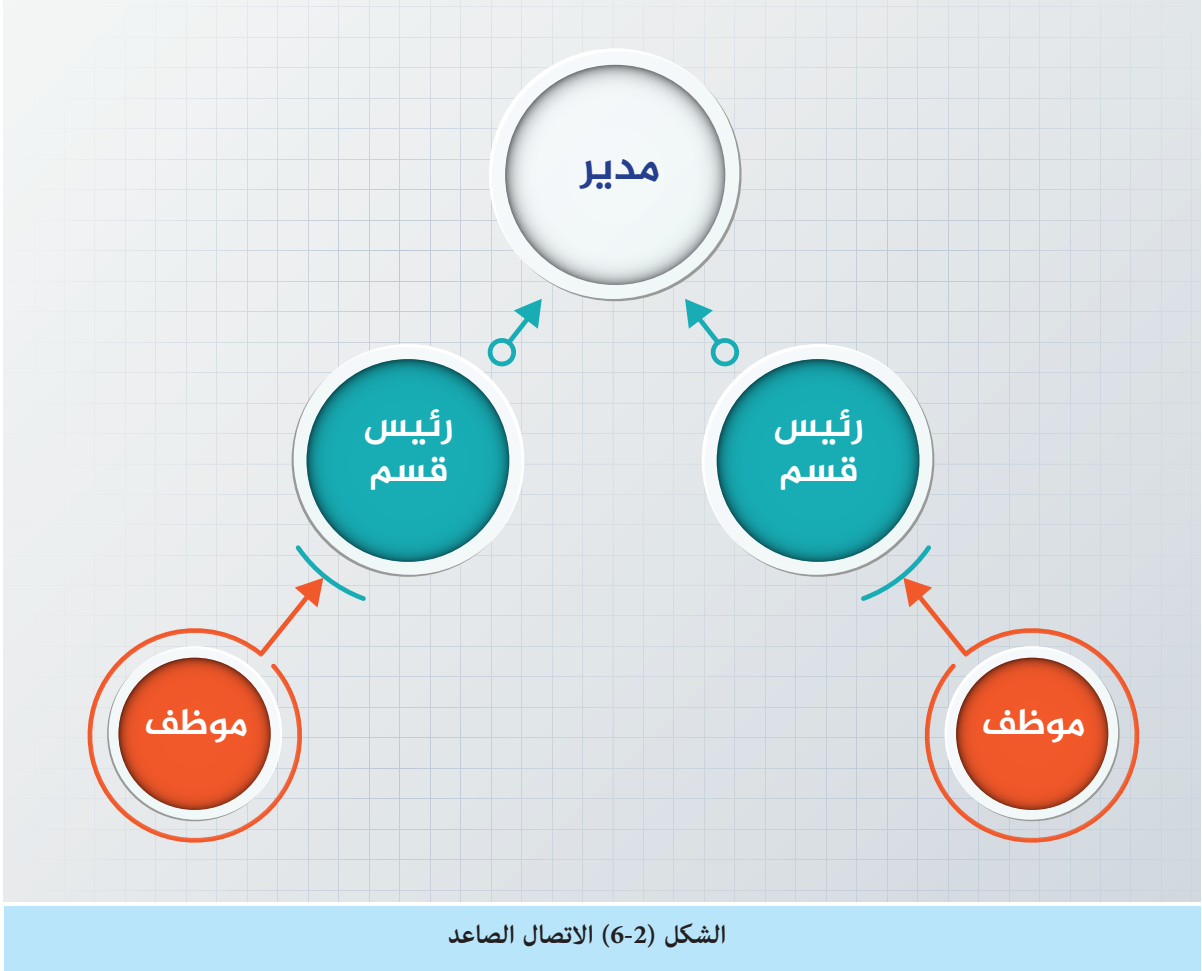 مدير
رئيس
قسم
رئيس
قسم
موظف
موظف
الشكل (2-6) الاتصال الصاعد